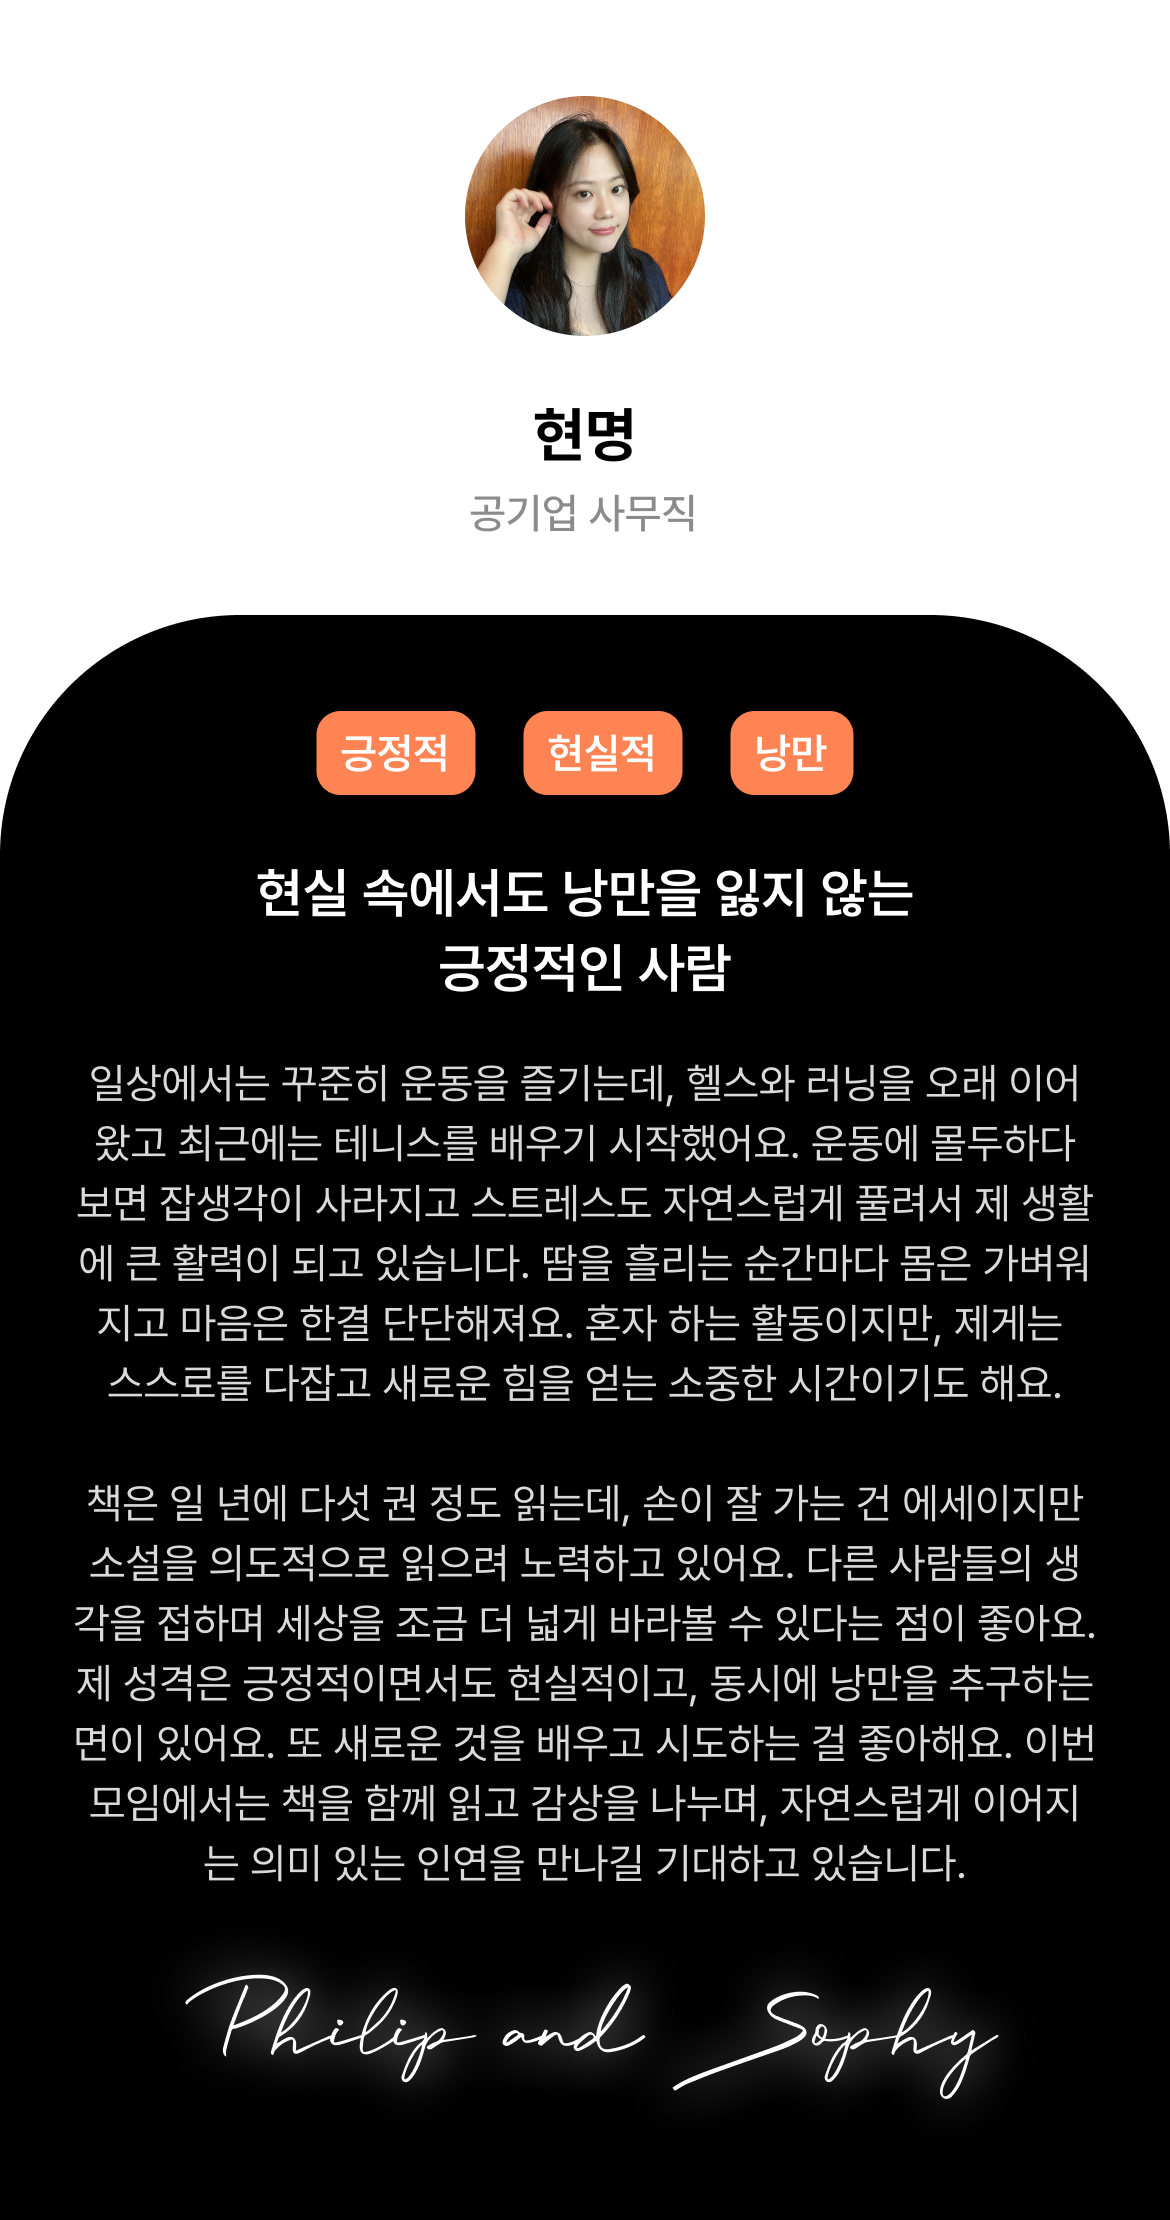 현명
공기업 사무직
긍정적 현실적 낭만
현실 속에서도 낭만을 잃지 않는
긍정적인 사람
일상에서는 꾸준히 운동을 즐기는데, 헬스와 러닝을 오래 이어
왔고 최근에는 테니스를 배우기 시작했어요. 운동에 몰두하다
보면 잡생각이 사라지고 스트레스도 자연스럽게 풀려서 제 생활
에 큰 활력이 되고 있습니다. 땀을 흘리는 순간마다 몸은 가벼워
지고 마음은 한결 단단해져요. 혼자 하는 활동이지만, 제게는
스스로를 다잡고 새로운 힘을 얻는 소중한 시간이기도 해요.
책은 일 년에 다섯 권 정도 읽는데, 손이 잘 가는 건 에세이지만
소설을 의도적으로 읽으려 노력하고 있어요. 다른 사람들의 생
각을 접하며 세상을 조금 더 넓게 바라볼 수 있다는 점이 좋아요.
제 성격은 긍정적이면서도 현실적이고, 동시에 낭만을 추구하는
면이 있어요. 또 새로운 것을 배우고 시도하는 걸 좋아해요. 이번
모임에서는 책을 함께 읽고 감상을 나누며, 자연스럽게 이어지
는 의미 있는 인연을 만나길 기대하고 있습니다.
Philip and Sophy